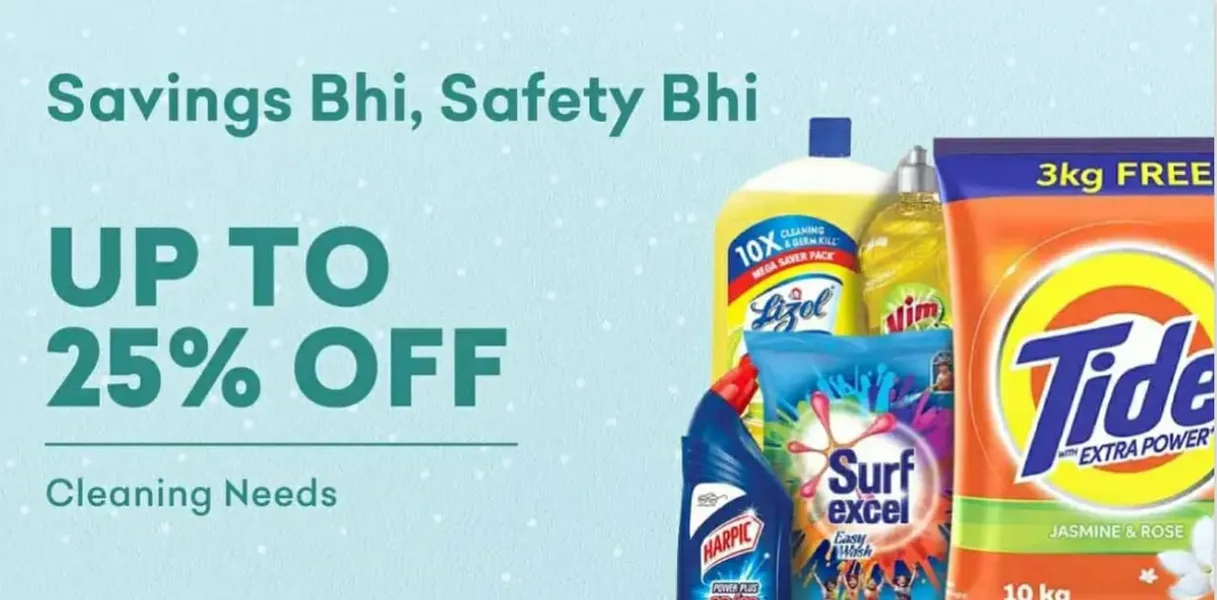 Savings Bhi, Safety Bhi
UP TO
25% OFF
Cleaning Needs
10X CLEANING
& GERM KILL*
MEGA SAVER PACK*
Lizol
Vim
3kg FREE
Tide
WITH EXTRA POWER
JASMINE & ROSE
10 kg
Surf
excel
Easy
Wash
HARPIC
POWER PLUS